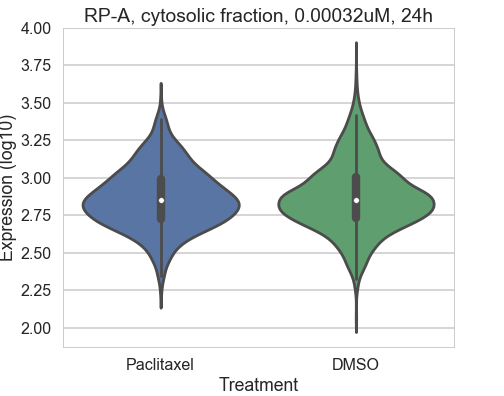 RP-A, cytosolic fraction, 0.00032uM, 24h
4.00
3.75
3.50
3.25
3.00
2.75
2.50
2.25
2.00
Expression (log10)
Paclitaxel
DMSO
Treatment